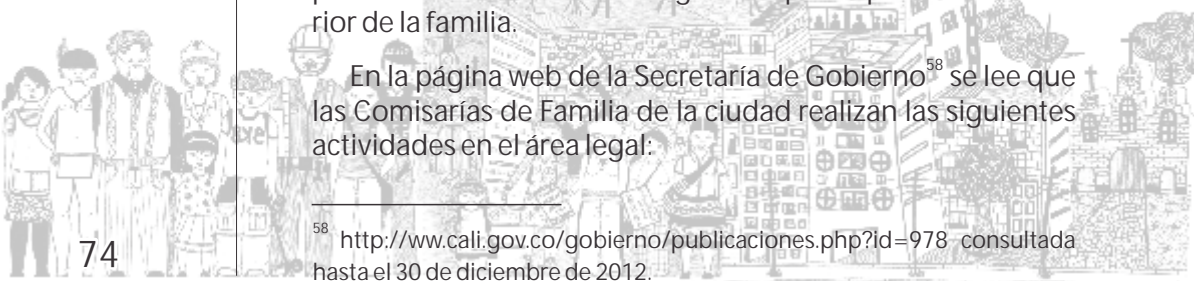 rior de la familia.
En la página web de la Secretaría de Gobierno58 se lee que
las Comisarías de Familia de la ciudad realizan las siguientes
actividades en el área legal:
58 http://ww.cali.gov.co/gobierno/publicaciones.php?id=978 consultada
hasta el 30 de diciembre de 2012.
74